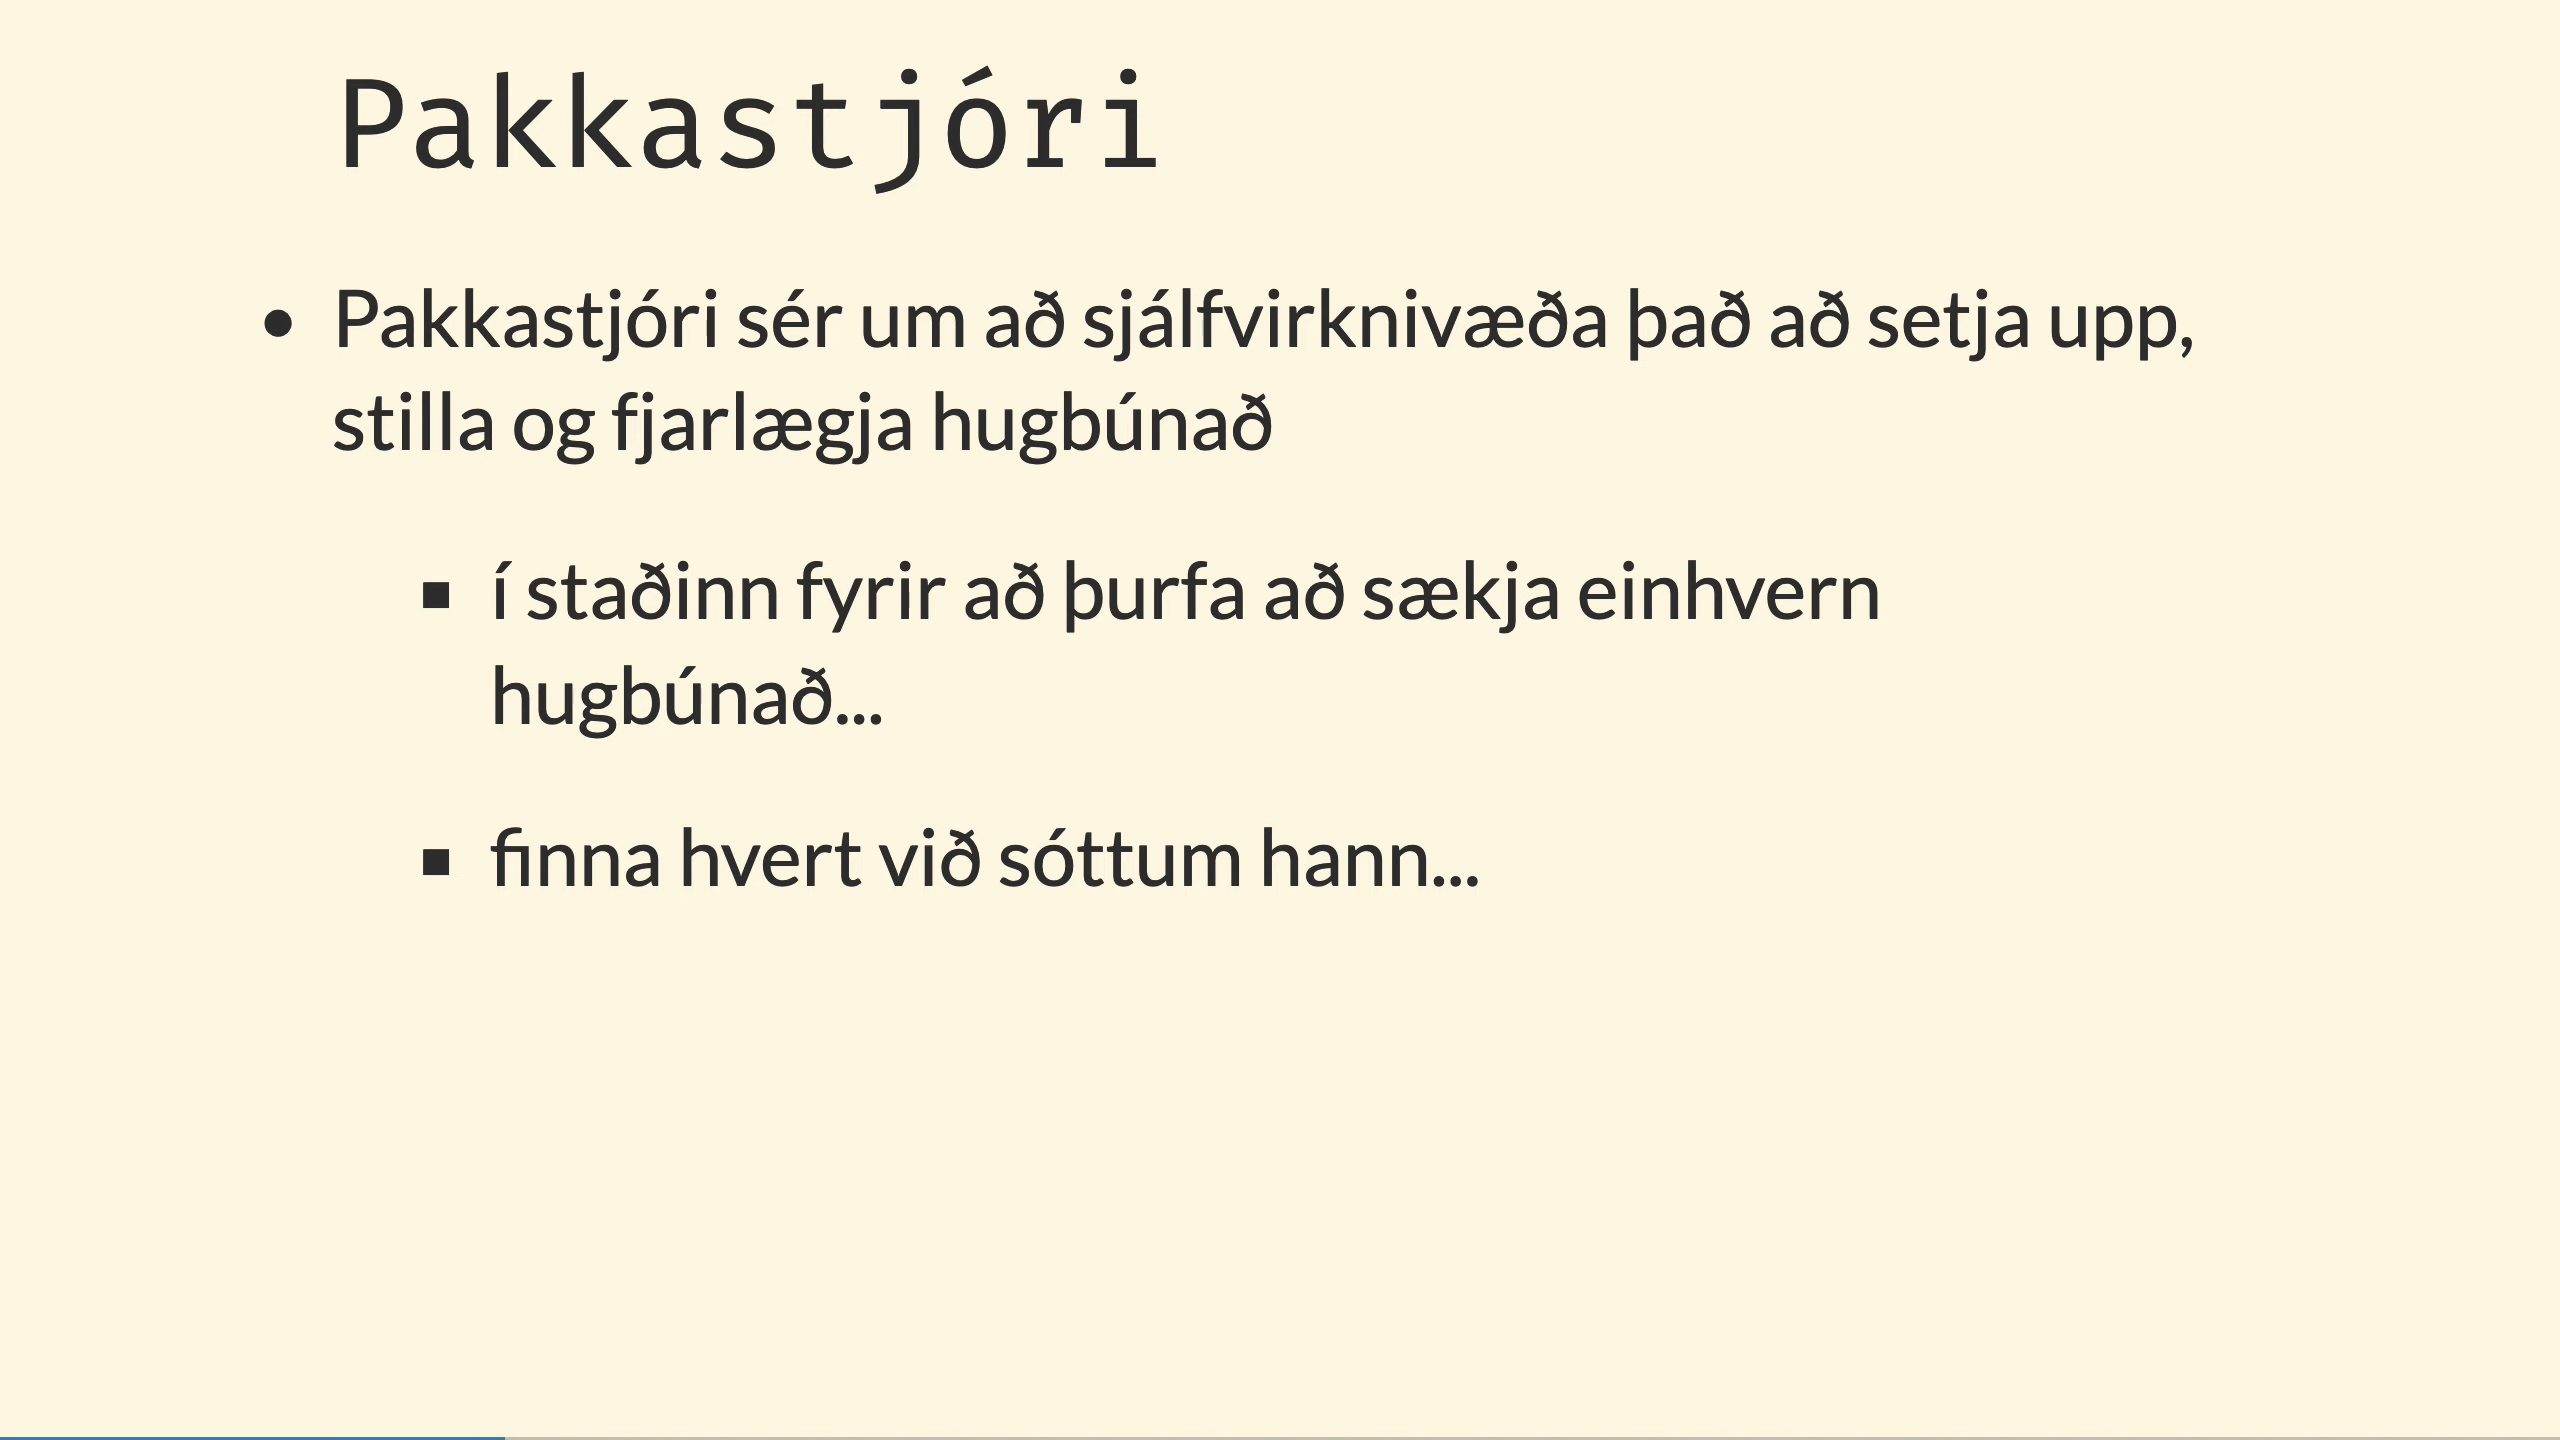 Pakkastjóri
Pakkastjóri sér um að sjálfvirknivæða það að setja upp,
stilla og fjarlægja hugbúnað
í staðinn fyrir að þurfa að sækja einhvern
hugbúnað...
finna hvert við sóttum hann...